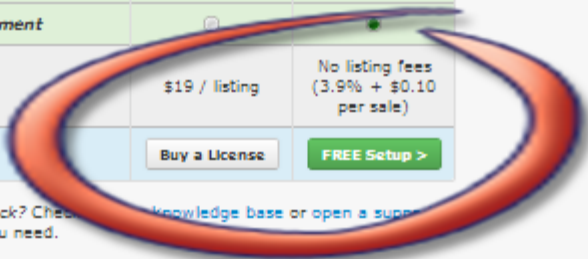 ment
No listing fees
$19 / listing (3.9% + $0.10
per sale)
Buy a License FREE Setup >
ck? Che knowledge base or open a supp
u need.